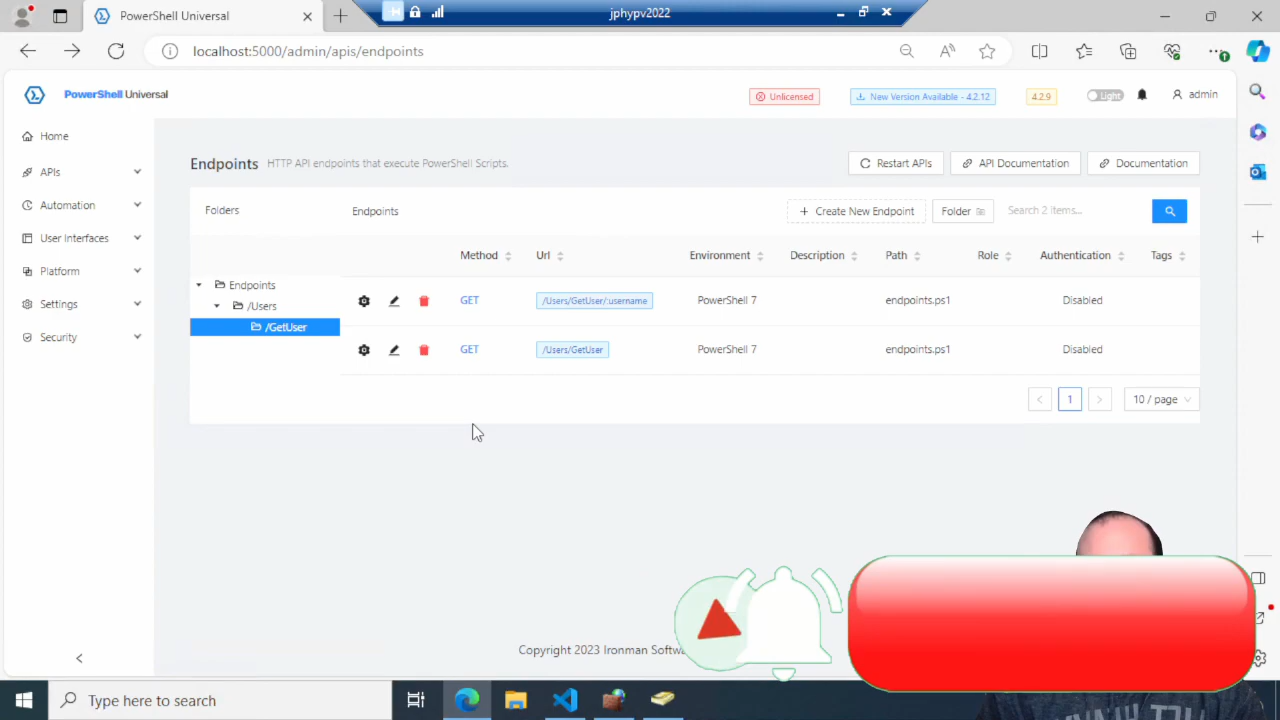 PowerShell Universal
jphypv2022
localhost:5000/admin/apis/endpoints
PowerShell Universal
Unlicensed
New Version Available - 4.2.12
4.2.9
Light
admin
Home
APIs
Automation
User Interfaces
Platform
Settings
Security
Endpoints
HTTP API endpoints that execute PowerShell Scripts.
Restart APIs
API Documentation
Documentation
Folders
Endpoints
Create New Endpoint
Folder
Search 2 Items...
Method
Url
Environment
Description
Path
Role
Authentication
Tags
Endpoints
/Users
/GetUser
GET
/Users/GetUser/:username
PowerShell 7
endpoints.ps1
Disabled
GET
/Users/GetUser
PowerShell 7
endpoints.ps1
Disabled
1
10 / page
Copyright 2023 Ironman
Type here to search